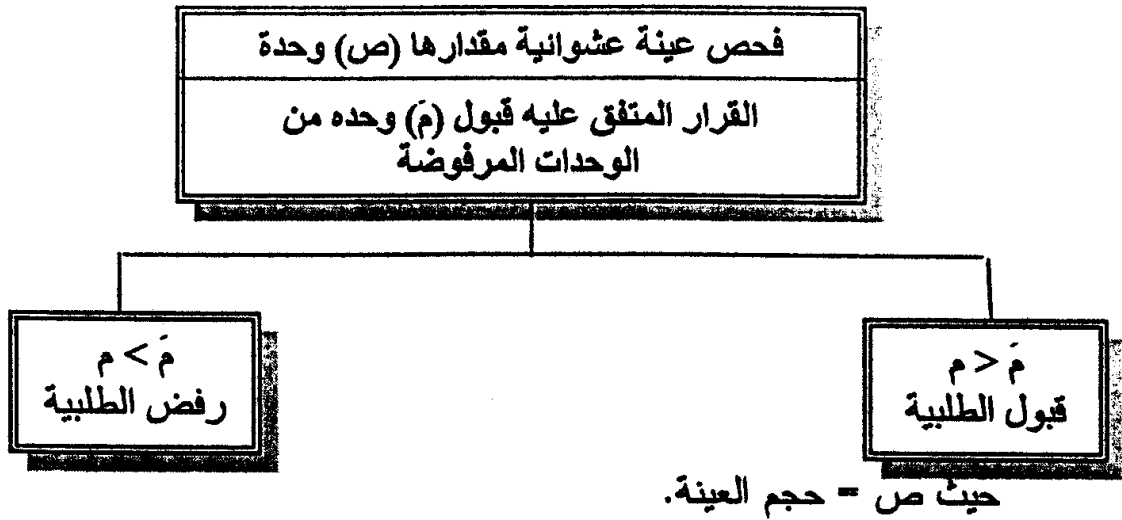 فحص عينة عشوائية مقدارها (ص) وحدة
القرار المتفق عليه قبول (مَ) وحده من
الوحدات المرفوضة
مَ > م
قبول الطلبية
مَ < م
رفض الطلبية
حيث ص = حجم العينة.